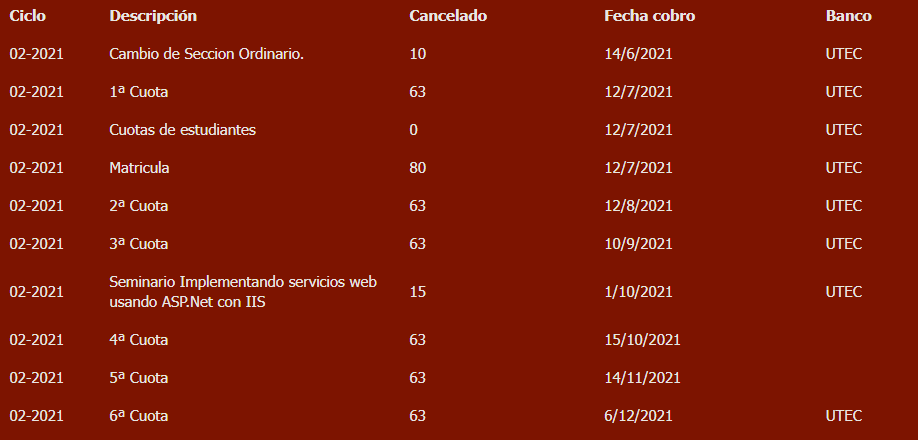 Ciclo Descripción Cancelado Fecha cobro Banco
02-2021 Cambio de Seccion Ordinario. 10 14/6/2021 UTEC
02-2021 1ª Cuota 63 12/7/2021 UTEC
02-2021 Cuotas de estudiantes 0 12/7/2021 UTEC
02-2021 Matricula 80 12/7/2021 UTEC
02-2021 2ª Cuota 63 12/8/2021 UTEC
02-2021 3ª Cuota 63 10/9/2021 UTEC
02-2021 Seminario Implementando servicios web
usando ASP.Net con IIS 15 1/10/2021 UTEC
02-2021 4ª Cuota 63 15/10/2021
02-2021 5ª Cuota 63 14/11/2021
02-2021 6ª Cuota 63 6/12/2021 UTEC